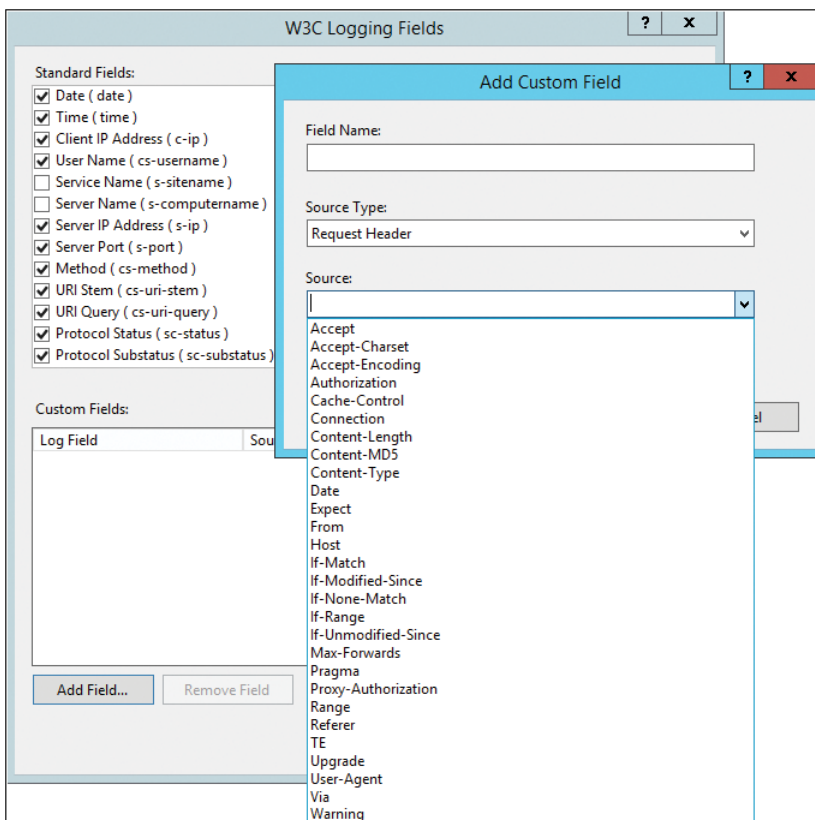 W3C Logging Fields
? x
Standard Fields:
Date ( date )
Time ( time )
Client IP Address ( c-ip )
User Name ( cs-username )
Service Name ( s-sitename )
Server Name ( s-computername )
Server IP Address ( s-ip )
Server Port ( s-port )
Method ( cs-method )
URI Stem ( cs-uri-stem )
URI Query ( cs-uri-query )
Protocol Status ( sc-status )
Protocol Substatus ( sc-substatus )
Custom Fields:
Log Field
Sou
Add Field...
Remove Field
Add Custom Field
? x
Field Name:
Source Type:
Request Header
Source:
Accept
Accept-Charset
Accept-Encoding
Authorization
Cache-Control
Connection
Content-Length
Content-MD5
Content-Type
Date
Expect
From
Host
If-Match
If-Modified-Since
If-None-Match
If-Range
If-Unmodified-Since
Max-Forwards
Pragma
Proxy-Authorization
Range
Referer
TE
Upgrade
User-Agent
Via
Warning
el